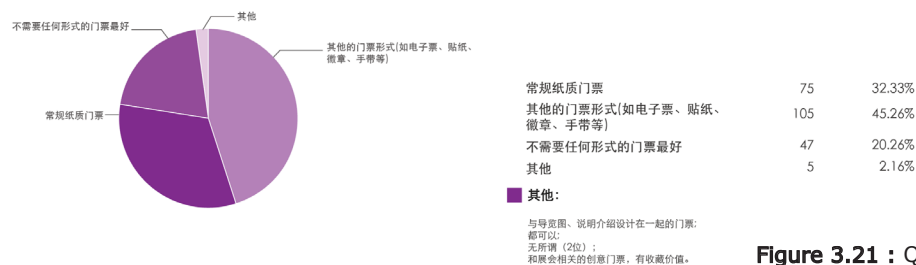 其他
不需要任何形式的门票最好
其他的门票形式(如电子票、贴纸、
徽章、手带等)
常规纸质门票
常规纸质门票 75 32.33%
其他的门票形式(如电子票、贴纸、
徽章、手带等) 105 45.26%
不需要任何形式的门票最好 47 20.26%
其他 5 2.16%
其他：
与导览图、说明介绍设计在一起的门票;
都可以;
无所谓（2位）;
和展会相关的创意门票，有收藏价值。
Figure 3.21 : Q